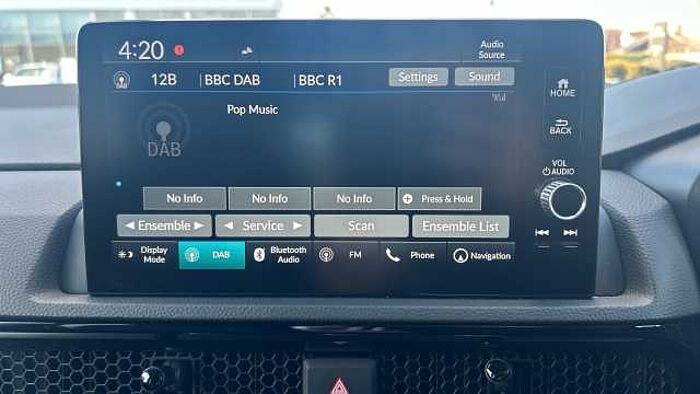 4:20
Audio
Source
DAB
12B | BBC DAB | BBC R1
Settings
Sound
Pop Music
DAB
HOME
BACK
VOL
AUDIO
No Info
No Info
No Info
Press & Hold
Ensemble
Service
Scan
Ensemble List
Display
Mode
DAB
Bluetooth
Audio
FM
Phone
Navigation